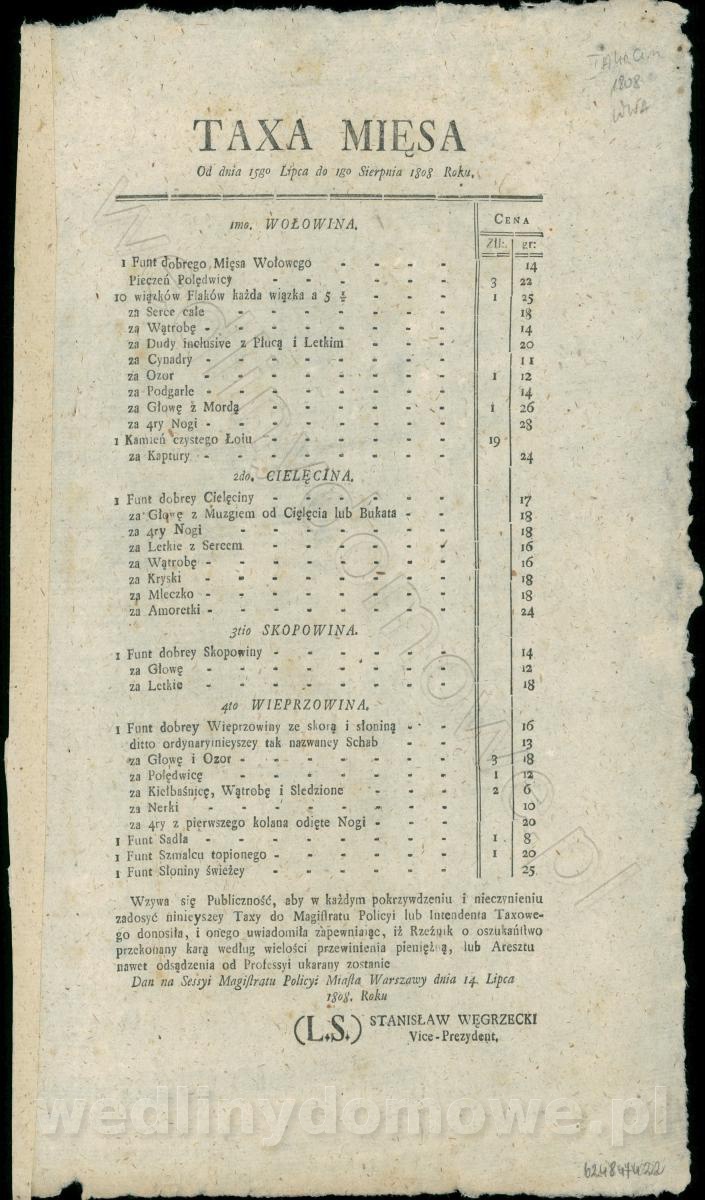 1808
TAXA MIĘSA
Od dnia 15go Lipca do 1go Sierpnia 1808 Roku.
CENA
1mo. WOŁOWINA.
Zll: gr:
1 Funt dobrego Mięsa Wołowego - - - - 14
Pieczeń Polędwicy - - - - - - 3 22
10 wiązków Flaków każda wiązka a 5 ½ - - - 1 25
za Serce całe - - - - - - - 18
za Wątrobę - - - - - - - - 14
za Dudy inclusive z Płucą i Letkim - - - 20
za Cynadry - - - - - - - - 11
za Ozor - - - - - - - - 1 12
za Podgarle - - - - - - - - 14
za Głowę z Mordą - - - - - - 1 26
za 4ry Nogi - - - - - - - - 28
1 Kamień czystego Łoiu - - - - - - 19
za Kaptury - - - - - - - - 24
2do. CIELĘCINA.
1 Funt dobrey Cielęciny - - - - - - 17
za Głowę z Muzgiem od Cięlęcia lub Bukata - - 18
za 4ry Nogi - - - - - - - 18
za Letkie z Sercem - - - - - - 16
za Wątrobę - - - - - - - - 16
za Kryski - - - - - - - - 18
za Mleczko - - - - - - - - 18
za Amoretki - - - - - - - - 24
3tio SKOPOWINA.
1 Funt dobrey Skopowiny - - - - - - 14
za Głowę - - - - - - - - 12
za Letkie - - - - - - - - 18
4to WIEPRZOWINA.
1 Funt dobrey Wieprzowiny ze skorą i słoniną - - 16
ditto ordynaryinieyszey tak nazwaney Schab - - 13
za Głowę i Ozor - - - - - - - 3 18
za Polędwicę - - - - - - - 1 12
za Kiełbaśnicę, Wątrobę i Sledzionę - - - 2 6
za Nerki - - - - - - - - 10
za 4ry z pierwszego kolana odięte Nogi - - - 20
1 Funt Sadła - - - - - - - - 1 8
1 Funt Szmalcu topionego - - - - - - 1 20
1 Funt Słoniny świeżey - - - - - - 25
Wzywa się Publiczność, aby w każdym pokrzywdzeniu i nieczynieniu
zadosyć ninieyszey Taxy do Magiſtratu Policyi lub Intendenta Taxowe-
go donosiła, i onego uwiadomiła zapewniaiąc, iż Rzeźnik o oszukańſtwo
przekonany karą według wielości przewinienia pieniężną, lub Aresztu
nawet odsądzenia od Professyi ukarany zostanie
Dan na Sessyi Magiſtratu Policyi Miaſta Warszawy dnia 14. Lipca
1808. Roku
(L.S.) STANISŁAW WĘGRZECKI
Vice-Prezydent.
wedlinydomowe.pl
wedlinydomowe.pl
624847422